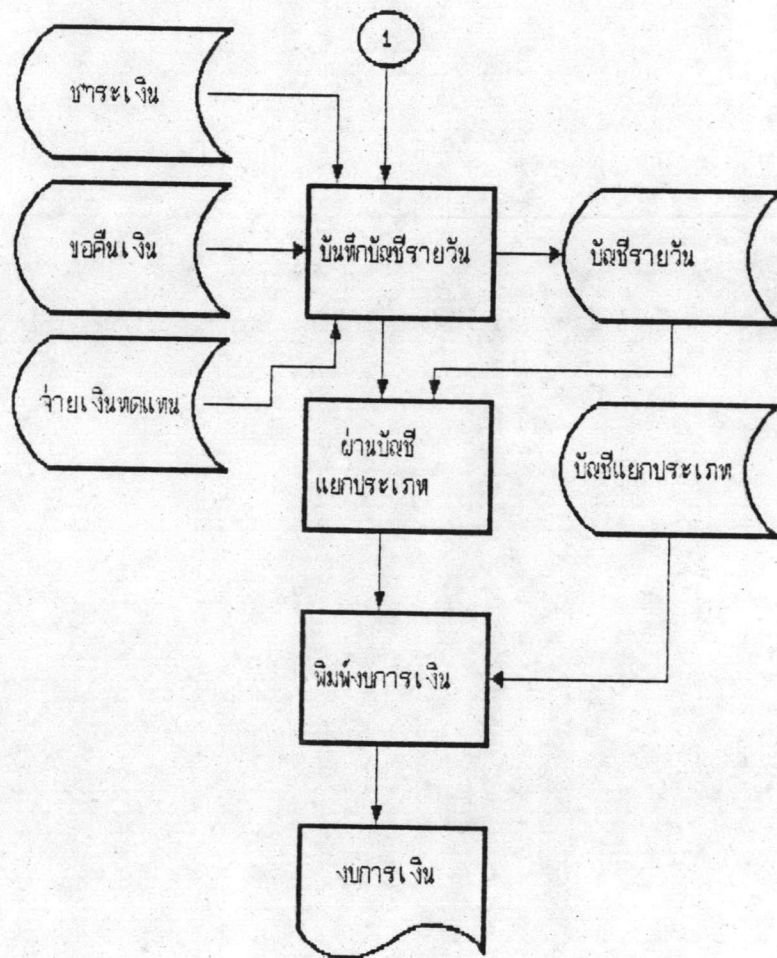 1
ชำระเงิน
ขอคืนเงิน
บันทึกบัญชีรายวัน
บัญชีรายวัน
จ่ายเงินทดแทน
ผ่านบัญชี
แยกประเภท
บัญชีแยกประเภท
พิมพ์งบการเงิน
งบการเงิน